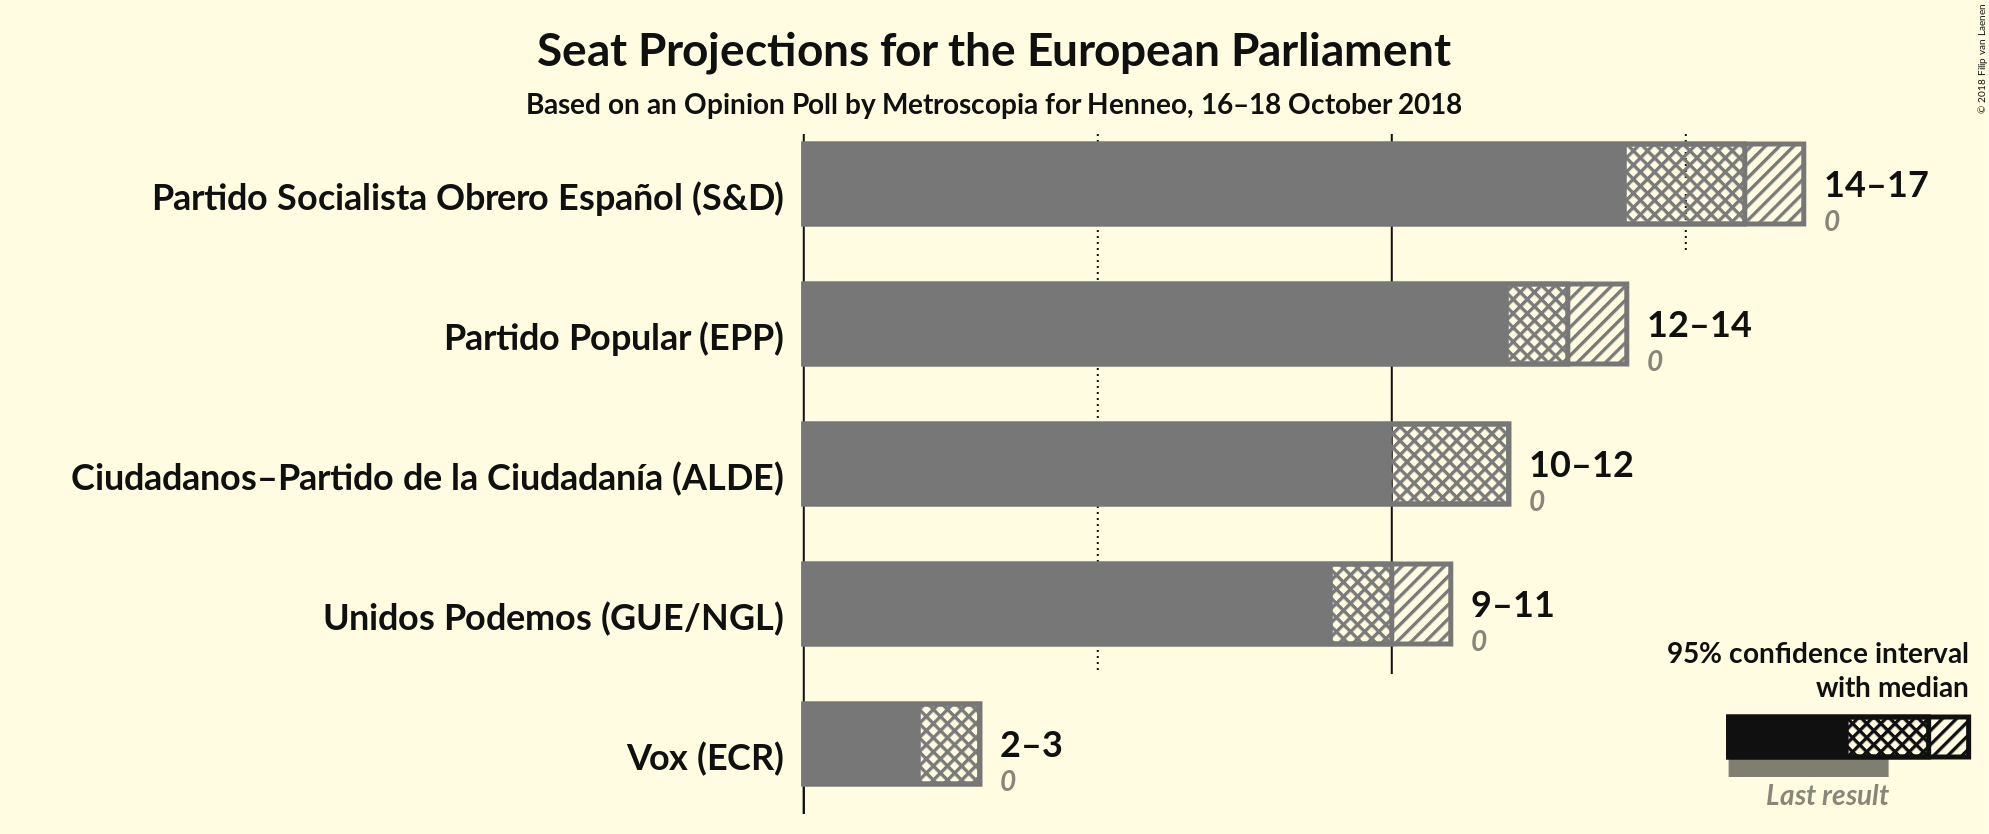 Seat Projections for the European Parliament
Based on an Opinion Poll by Metroscopia for Henneo, 16–18 October 2018
© 2018 Filip van Laenen
Partido Socialista Obrero Español (S&D)
14–17
0
Partido Popular (EPP)
12–14
0
Ciudadanos–Partido de la Ciudadanía (ALDE)
10–12
0
Unidos Podemos (GUE/NGL)
9–11
0
Vox (ECR)
2–3
0
95% confidence interval
with median
Last result